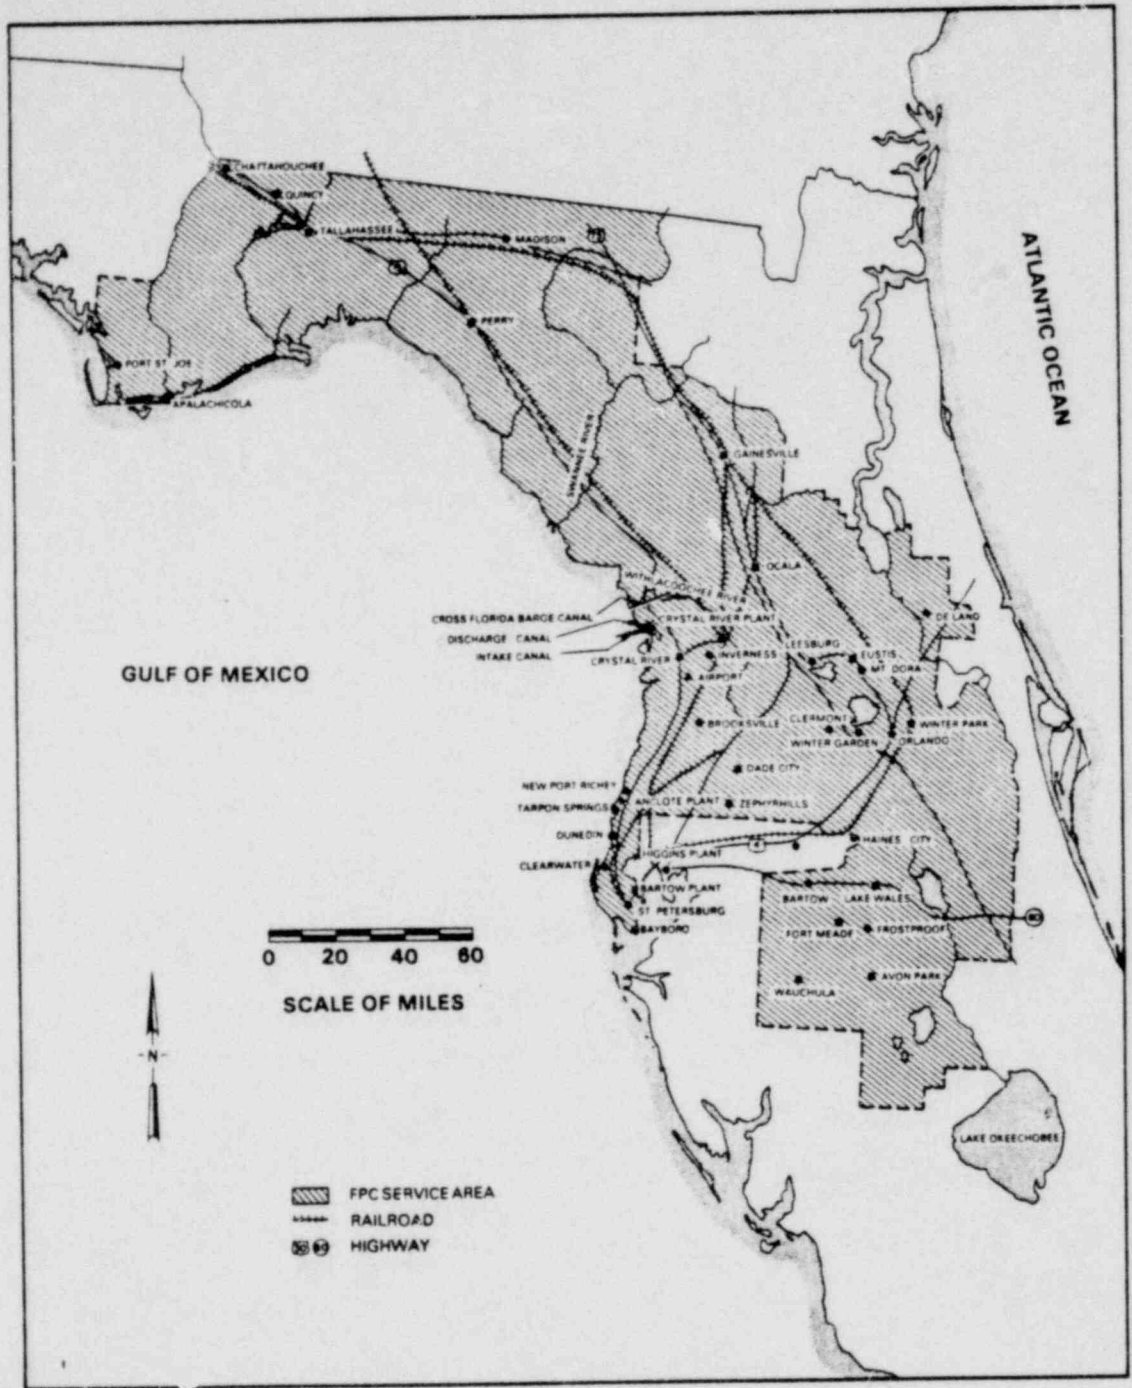 CHATTAHOUCHEE
QUINCY
TALLAHASSEE
MADISON
PERRY
PORT ST. JOE
APALACHICOLA
ATLANTIC OCEAN
SWANNEE RIVER
GAINESVILLE
OCALA
WITHLACOOCHEE RIVER
CROSS FLORIDA BARGE CANAL
CRYSTAL RIVER PLANT
DE LAND
DISCHARGE CANAL
INTAKE CANAL
CRYSTAL RIVER
INVERNESS
LEESBURG
EUSTIS
MT. DORA
AIRPORT
GULF OF MEXICO
BROOKSVILLE
CLERMONT
WINTER PARK
WINTER GARDEN
ORLANDO
DADE CITY
NEW PORT RICHEY
TARPON SPRINGS
ANCLOTE PLANT
ZEPHYRHILLS
DUNEDIN
HAINES CITY
HIGGINS PLANT
4
CLEARWATER
BARTOW PLANT
BARTOW
LAKE WALES
ST PETERSBURG
BAYBORO
FORT MEADE
FROSTPROOF
60
AVON PARK
WAUCHULA
0 20 40 60
SCALE OF MILES
N
LAKE OKEECHOBEE
FPC SERVICE AREA
RAILROAD
HIGHWAY